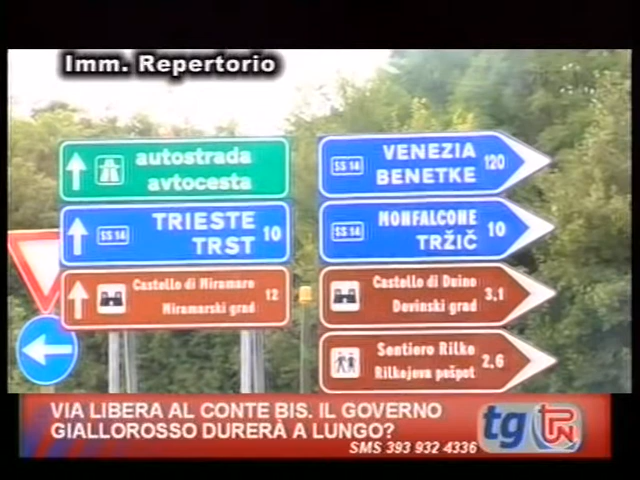 Imm. Repertorio
autostrada
avtocesta
SS 14
TRIESTE
TRST
10
Castello di Miramare
Miramarski grad
12
SS 14
VENEZIA
BENETKE
120
SS 14
MONFALCONE
TRŽIČ
10
Castello di Duino
Devinski grad
3,1
Sentiero Rilke
Rilkejeva pešpot
2,6
VIA LIBERA AL CONTE BIS. IL GOVERNO
GIALLOROSSO DURERÀ A LUNGO?
SMS 393 932 4336
tg
TPN